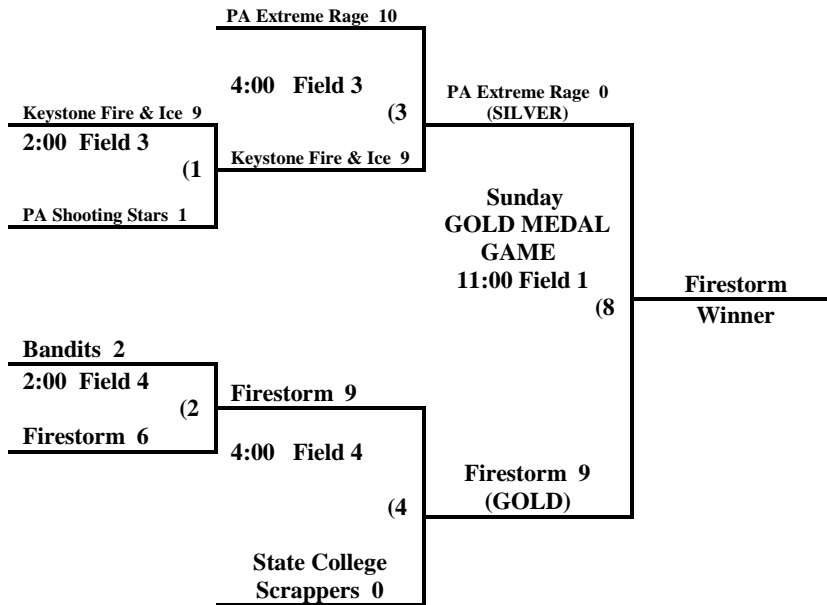 PA Extreme Rage 10
4:00 Field 3
(3
PA Extreme Rage 0
(SILVER)
Keystone Fire & Ice 9
2:00 Field 3
(1
Keystone Fire & Ice 9
PA Shooting Stars 1
Sunday
GOLD MEDAL
GAME
11:00 Field 1
(8
Firestorm
Winner
Bandits 2
2:00 Field 4
(2
Firestorm 9
Firestorm 6
4:00 Field 4
(4
Firestorm 9
(GOLD)
State College
Scrappers 0